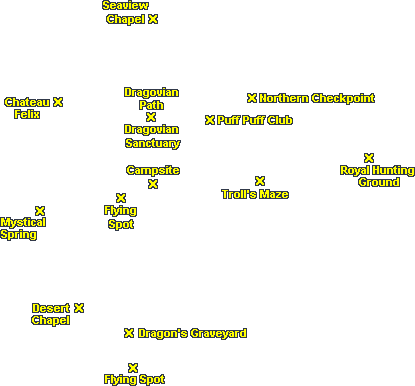 Seaview
Chapel
Chateau
Felix
Dragovian
Path
Dragovian
Sanctuary
Northern Checkpoint
Puff Puff Club
Royal Hunting
Ground
Campsite
Troll's Maze
Flying
Spot
Mystical
Spring
Desert
Chapel
Dragon's Graveyard
Flying Spot